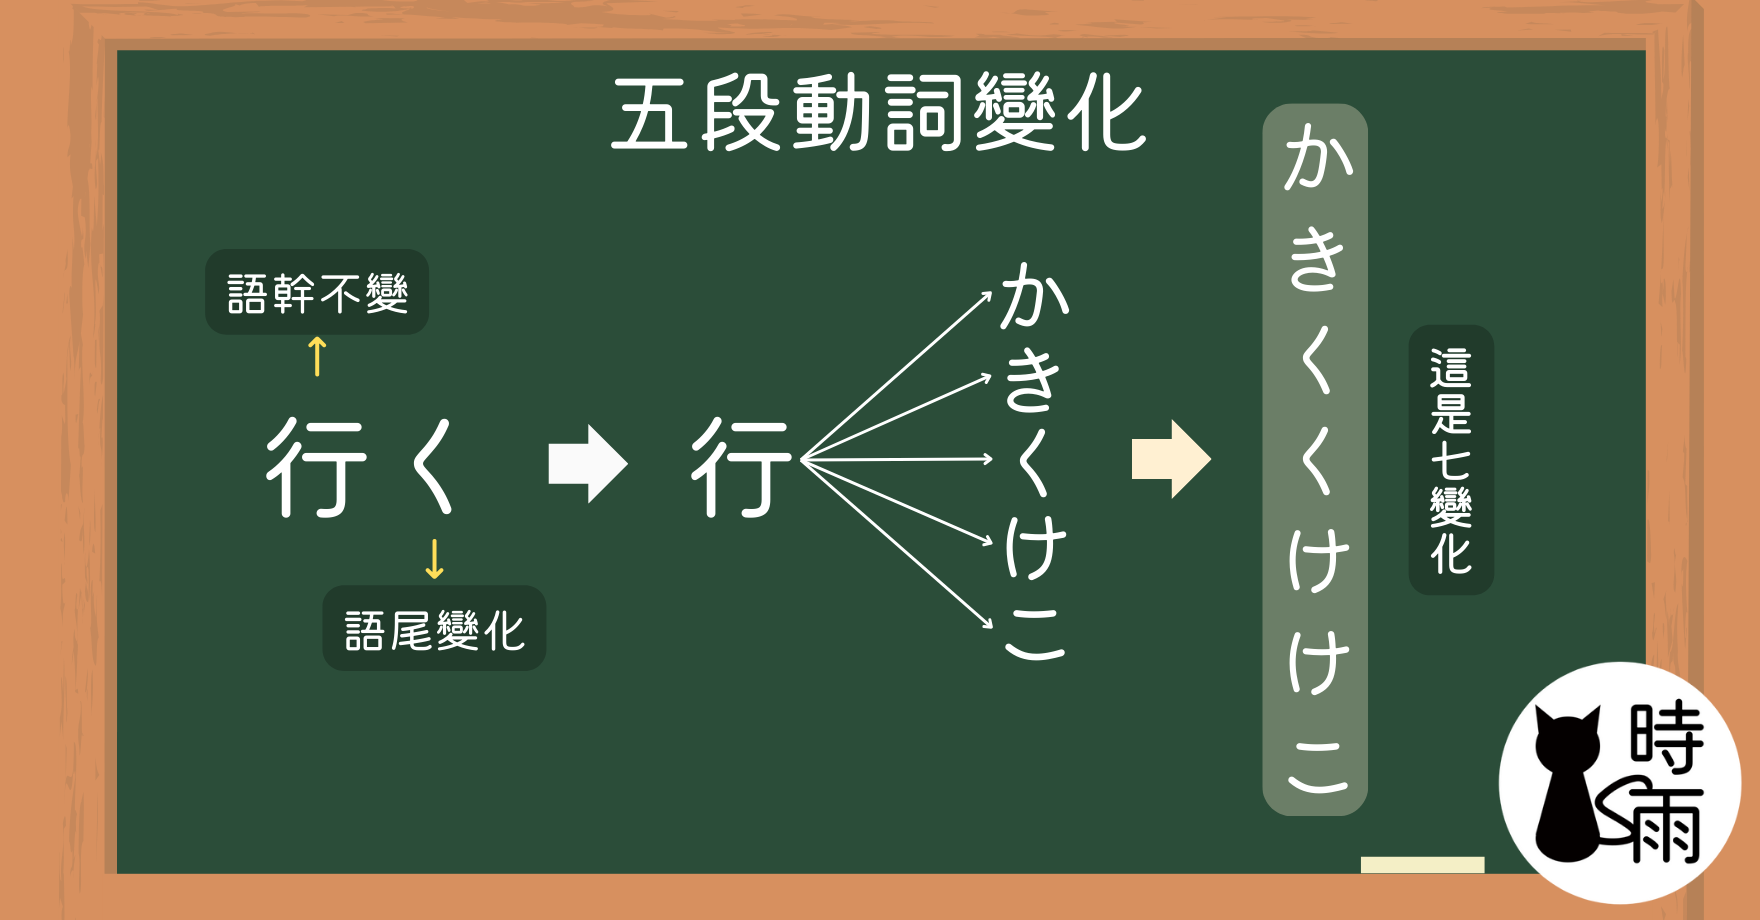 五段動詞變化
語幹不變
行く
語尾變化
行
か
き
く
け
こ
か
き
く
く
け
け
こ
這是七變化
時雨